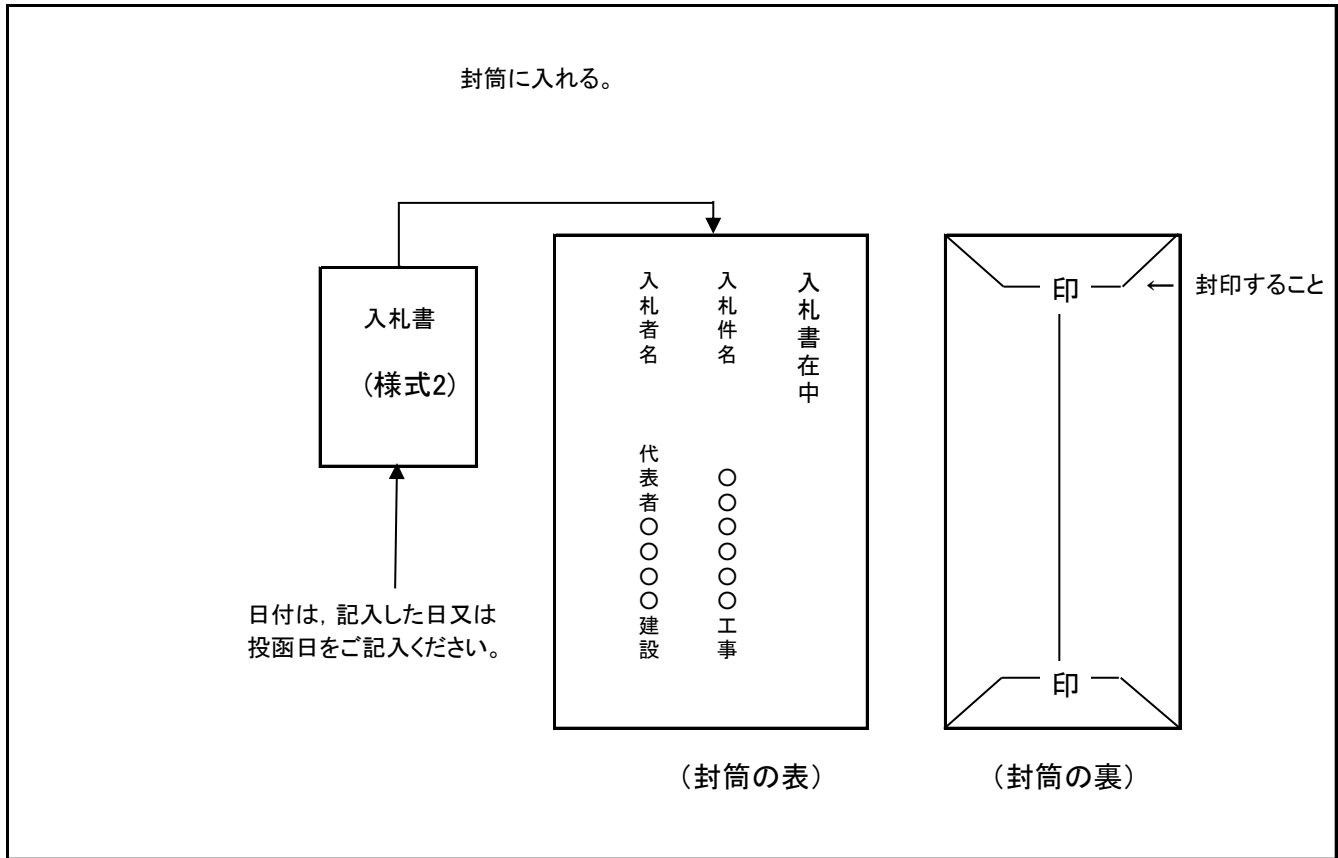 封筒に入れる。
入札書
(様式2)
日付は，記入した日又は
投函日をご記入ください。
入札書在中
入札件名　〇〇〇〇〇〇工事
入札者名　代表者〇〇〇〇建設
(封筒の表)
印
← 封印すること
印
(封筒の裏)